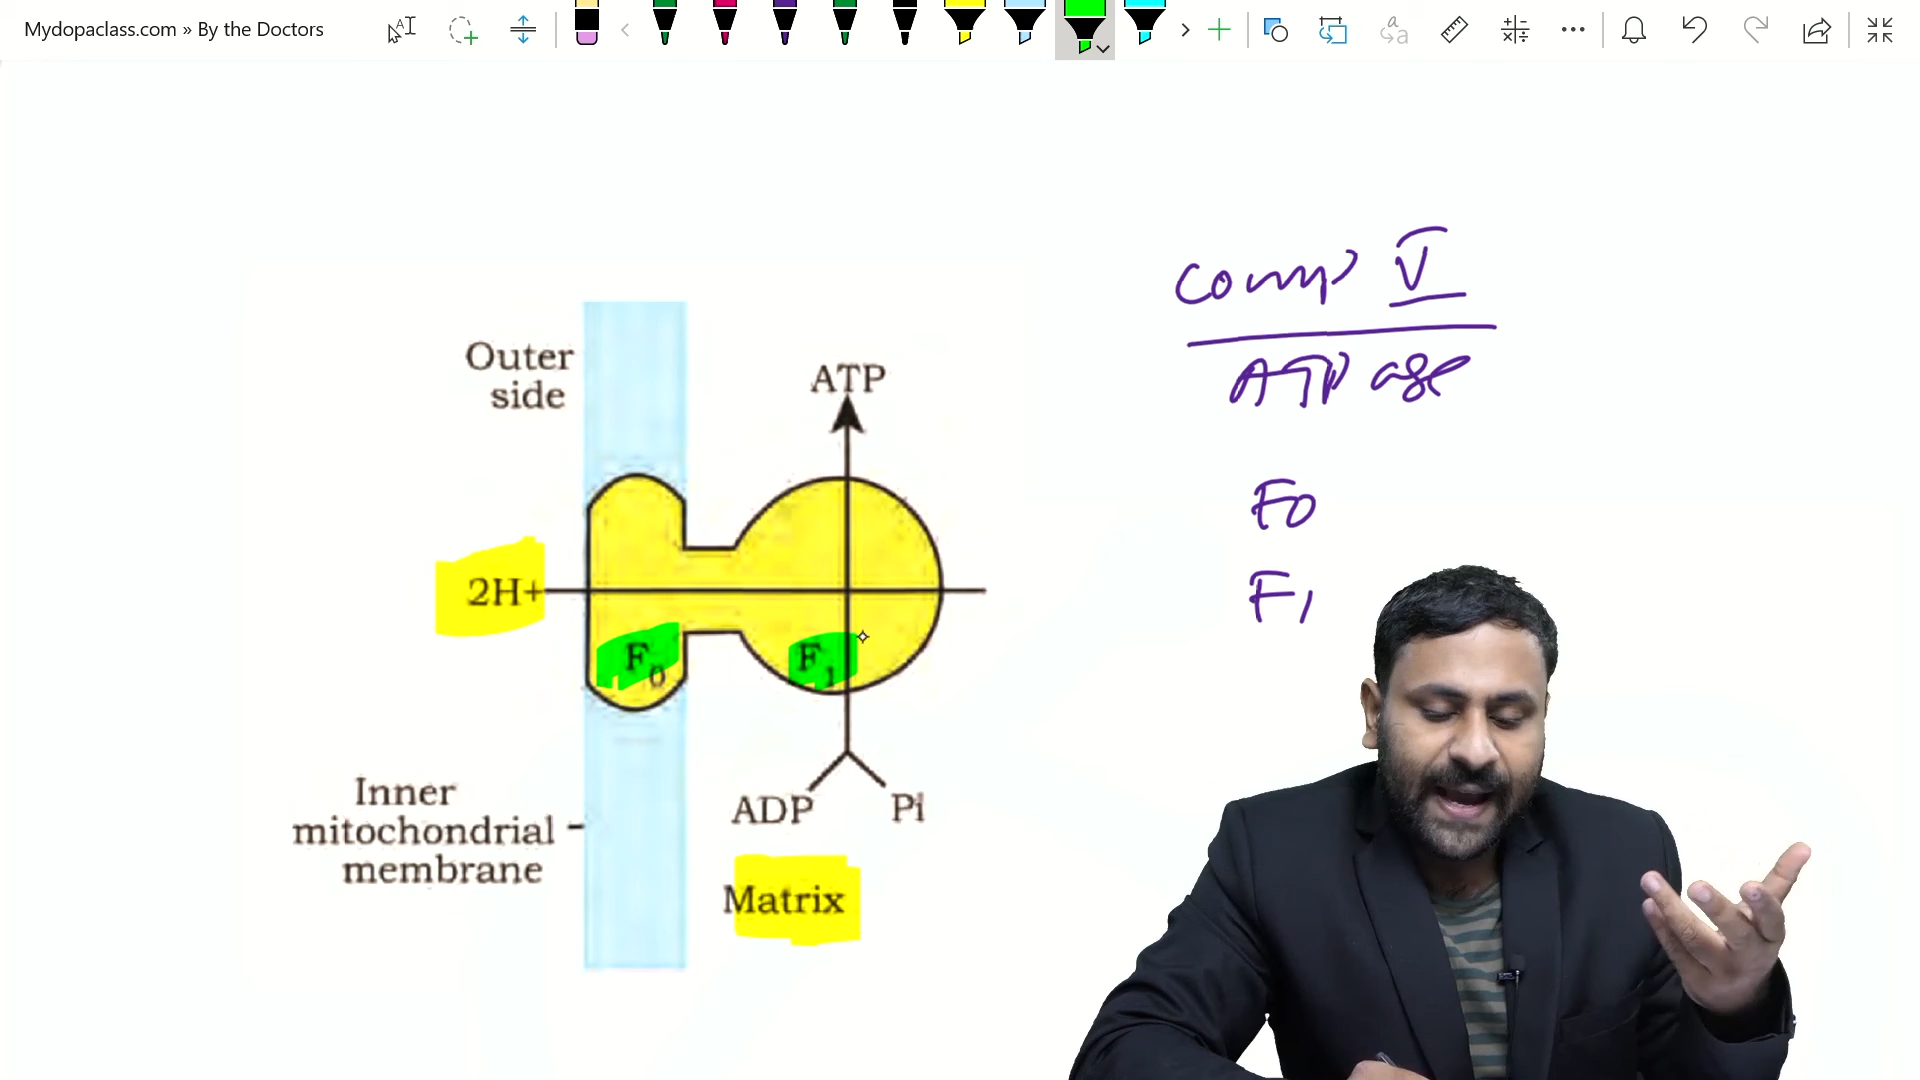 Mydopaclass.com » By the Doctors
Comp V
ATPase
F0
F1
Outer
side
ATP
2H+
F0
F1
Inner
mitochondrial
membrane
ADP
Pi
Matrix